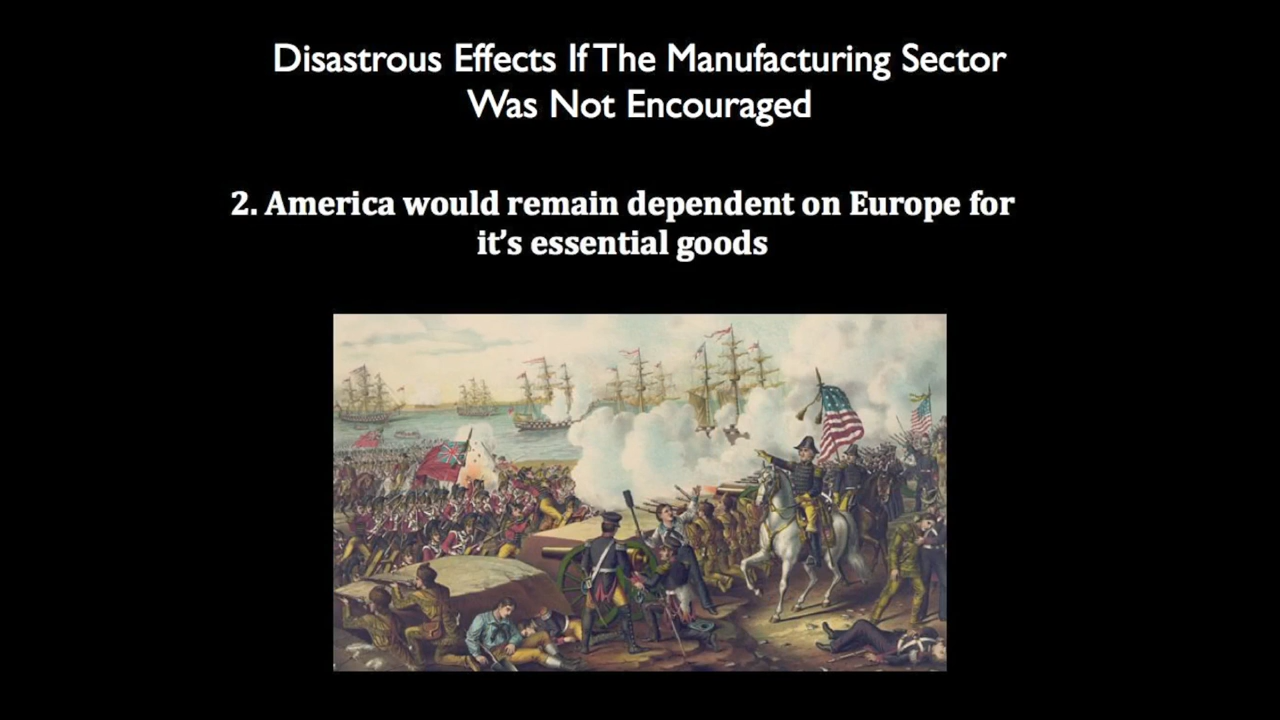 Disastrous Effects If The Manufacturing Sector
Was Not Encouraged
2. America would remain dependent on Europe for
it’s essential goods